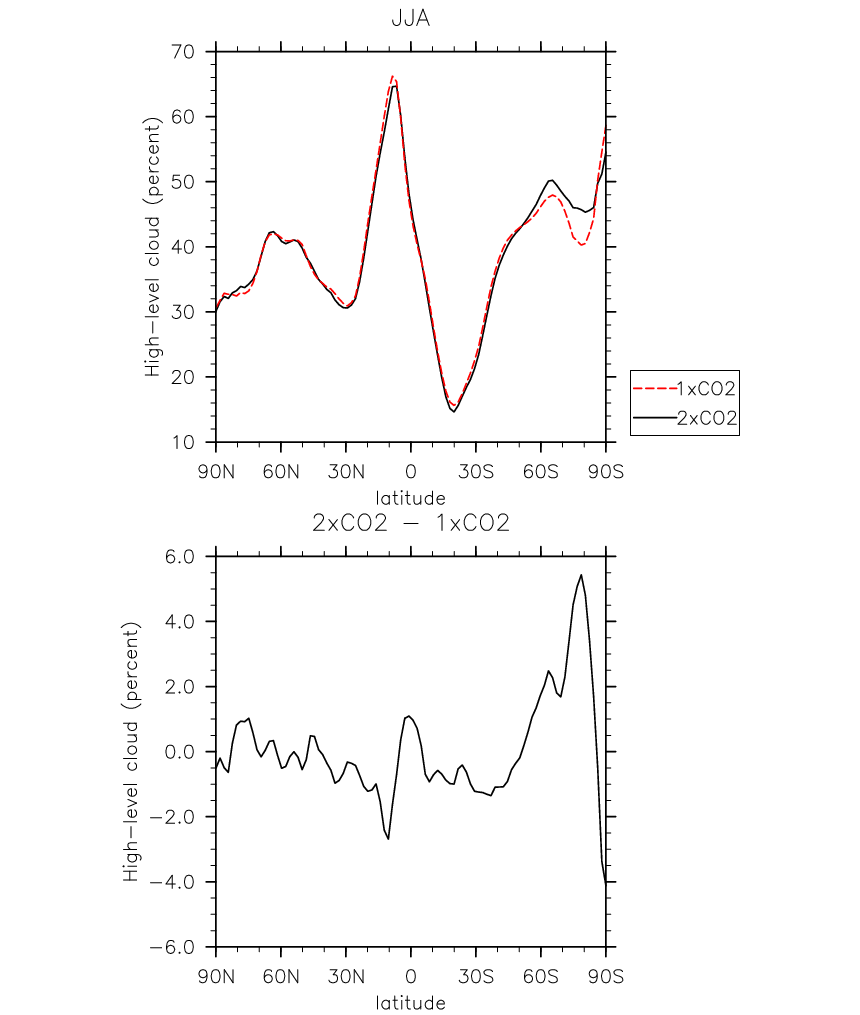 JJA
High-level cloud (percent)
70
60
50
40
30
20
10
90N 60N 30N 0 30S 60S 90S
latitude
1xCO2
2xCO2
2xCO2 - 1xCO2
High-level cloud (percent)
6.0
4.0
2.0
0.0
-2.0
-4.0
-6.0
90N 60N 30N 0 30S 60S 90S
latitude